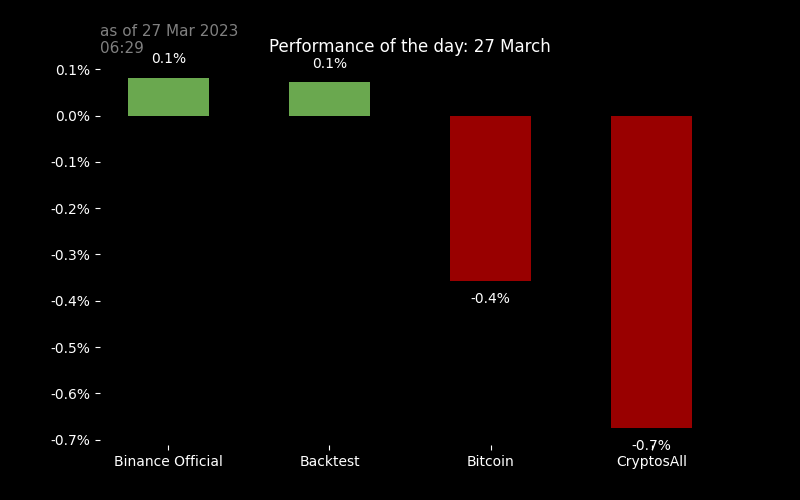 as of 27 Mar 2023
06:29
Performance of the day: 27 March
0.1%
0.1%
0.1%
0.0%
-0.1%
-0.2%
-0.3%
-0.4%
-0.4%
-0.5%
-0.6%
-0.7%
-0.7%
Binance Official
Backtest
Bitcoin
CryptosAll